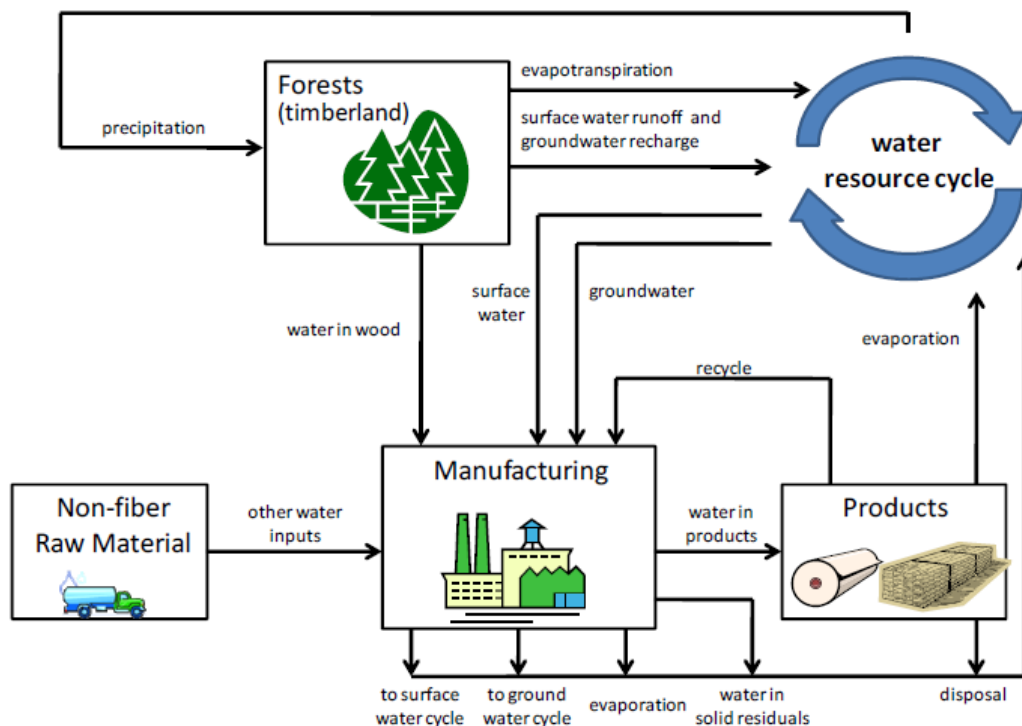 Forests
(timberland)
precipitation
evapotranspiration
surface water runoff and
groundwater recharge
water
resource cycle
water in wood
surface
water
groundwater
evaporation
recycle
Non-fiber
Raw Material
other water
inputs
Manufacturing
water in
products
Products
to surface
water cycle
to ground
water cycle
evaporation
water in
solid residuals
disposal